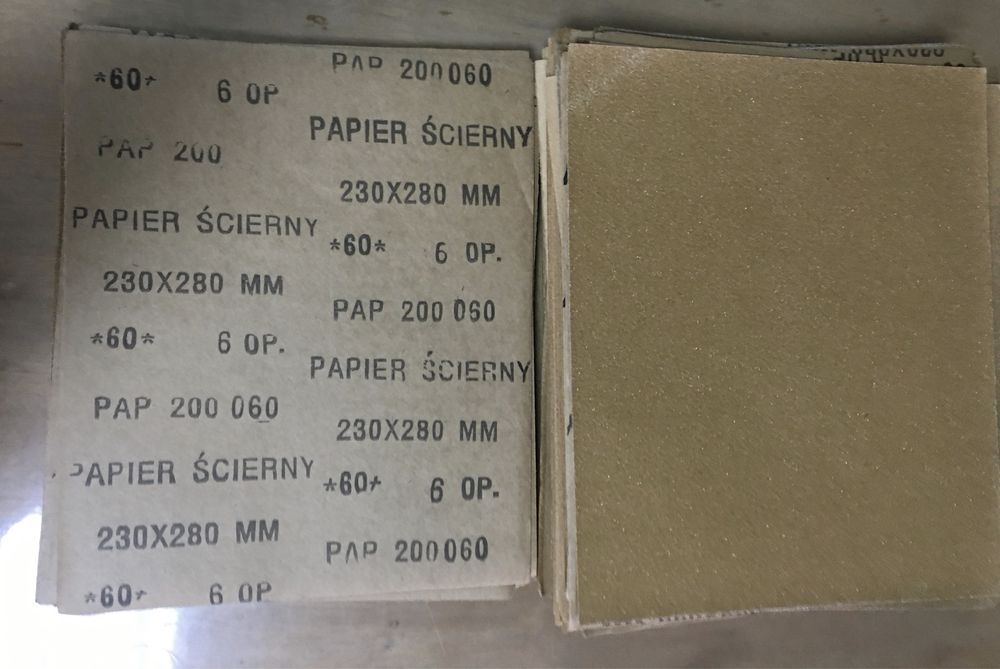 *60*
6 OP
PAP 200
PAPIER ŚCIERNY
230X280 MM
*60*
6 OP.
PAP 200 060
PAPIER ŚCIERNY
230X280 MM
*60*
6 OP
PAP 200060
PAPIER ŚCIERNY
230X280 MM
*60*
6 OP.
PAP 200 060
PAPIER ŚCIERNY
230X280 MM
*60*
6 OP.
PAP 200060